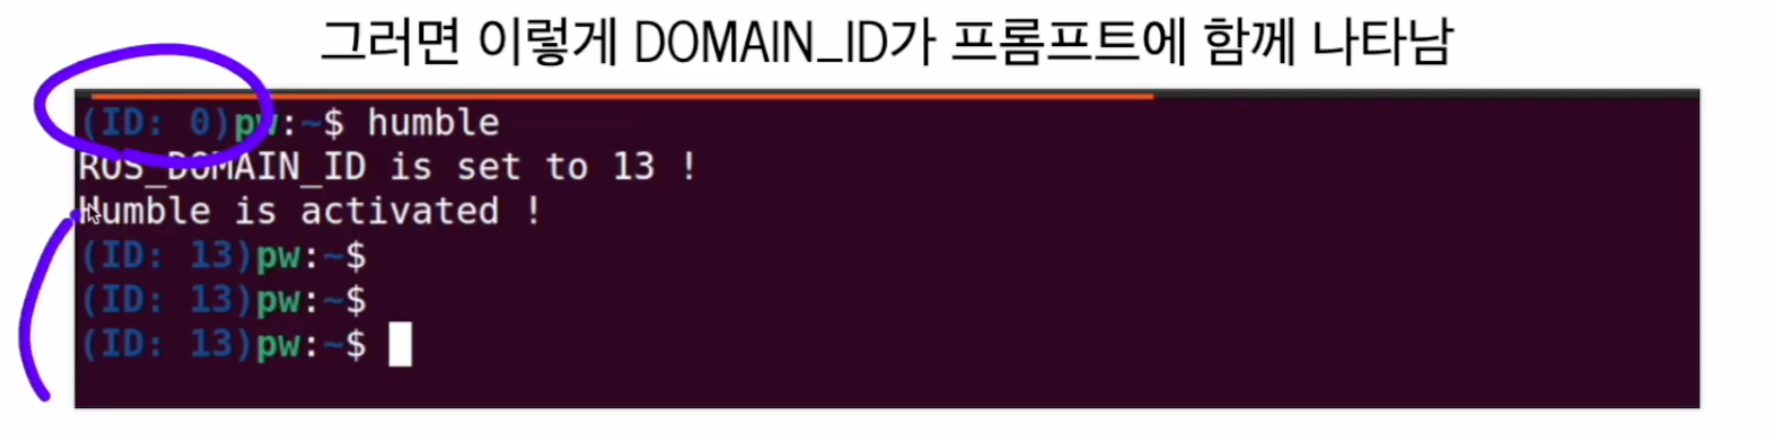 그러면 이렇게 DOMAIN_ID가 프롬프트에 함께 나타남
(ID: 0)pw:~$ humble
ROS_DOMAIN_ID is set to 13 !
Humble is activated !
(ID: 13)pw:~$
(ID: 13)pw:~$
(ID: 13)pw:~$